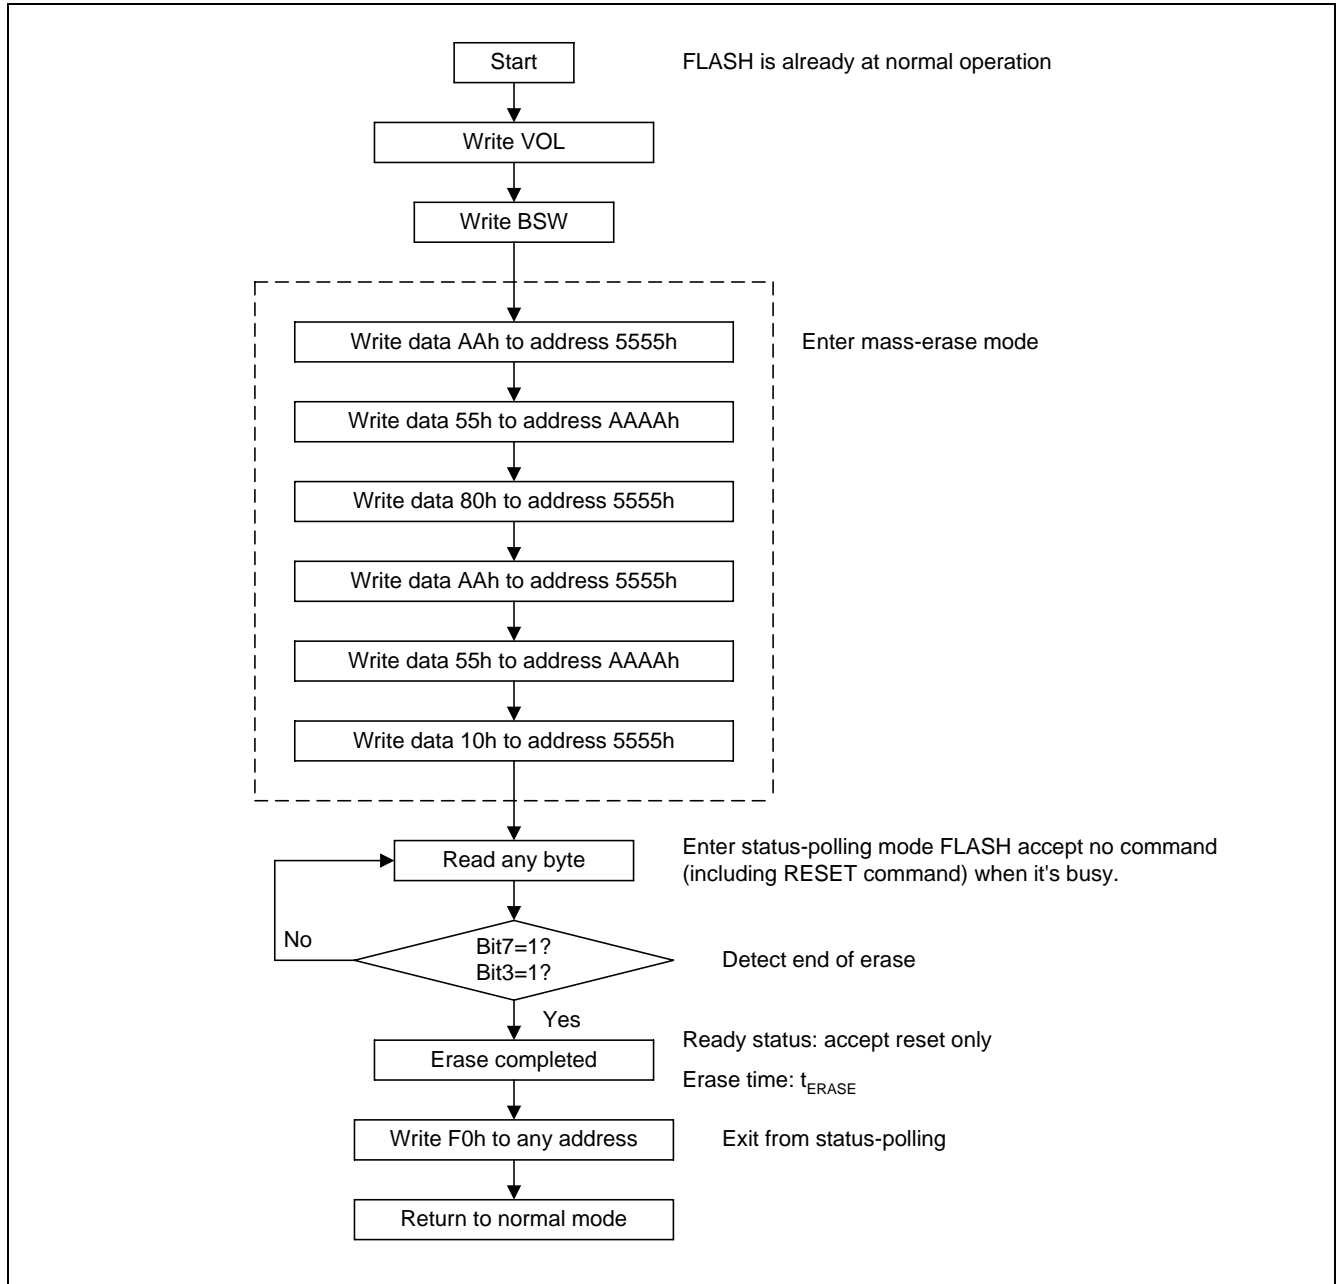 Start
FLASH is already at normal operation
Write VOL
Write BSW
Write data AAh to address 5555h
Enter mass-erase mode
Write data 55h to address AAAAh
Write data 80h to address 5555h
Write data AAh to address 5555h
Write data 55h to address AAAAh
Write data 10h to address 5555h
Read any byte
Enter status-polling mode FLASH accept no command
(including RESET command) when it's busy.
No
Bit7=1?
Bit3=1?
Detect end of erase
Yes
Ready status: accept reset only
Erase completed
Erase time: tERASE
Write F0h to any address
Exit from status-polling
Return to normal mode